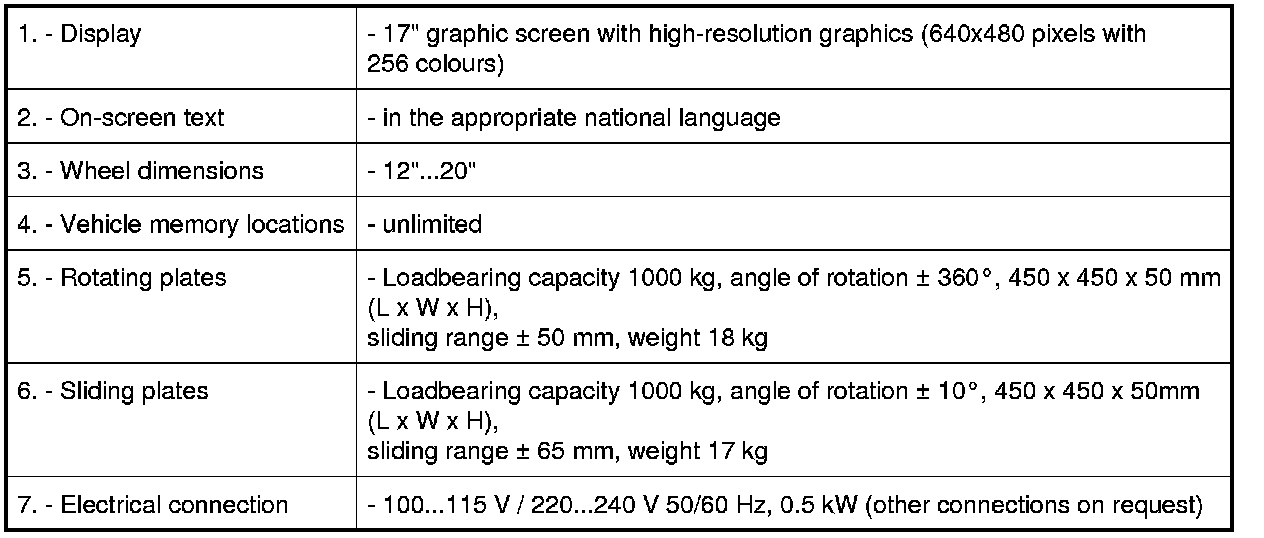 1. - Display
- 17" graphic screen with high-resolution graphics (640x480 pixels with
256 colours)
2. - On-screen text
- in the appropriate national language
3. - Wheel dimensions
- 12"...20"
4. - Vehicle memory locations
- unlimited
5. - Rotating plates
- Loadbearing capacity 1000 kg, angle of rotation ± 360°, 450 x 450 x 50 mm
(L x W x H),
sliding range ± 50 mm, weight 18 kg
6. - Sliding plates
- Loadbearing capacity 1000 kg, angle of rotation ± 10°, 450 x 450 x 50mm
(L x W x H),
sliding range ± 65 mm, weight 17 kg
7. - Electrical connection
- 100...115 V / 220...240 V 50/60 Hz, 0.5 kW (other connections on request)